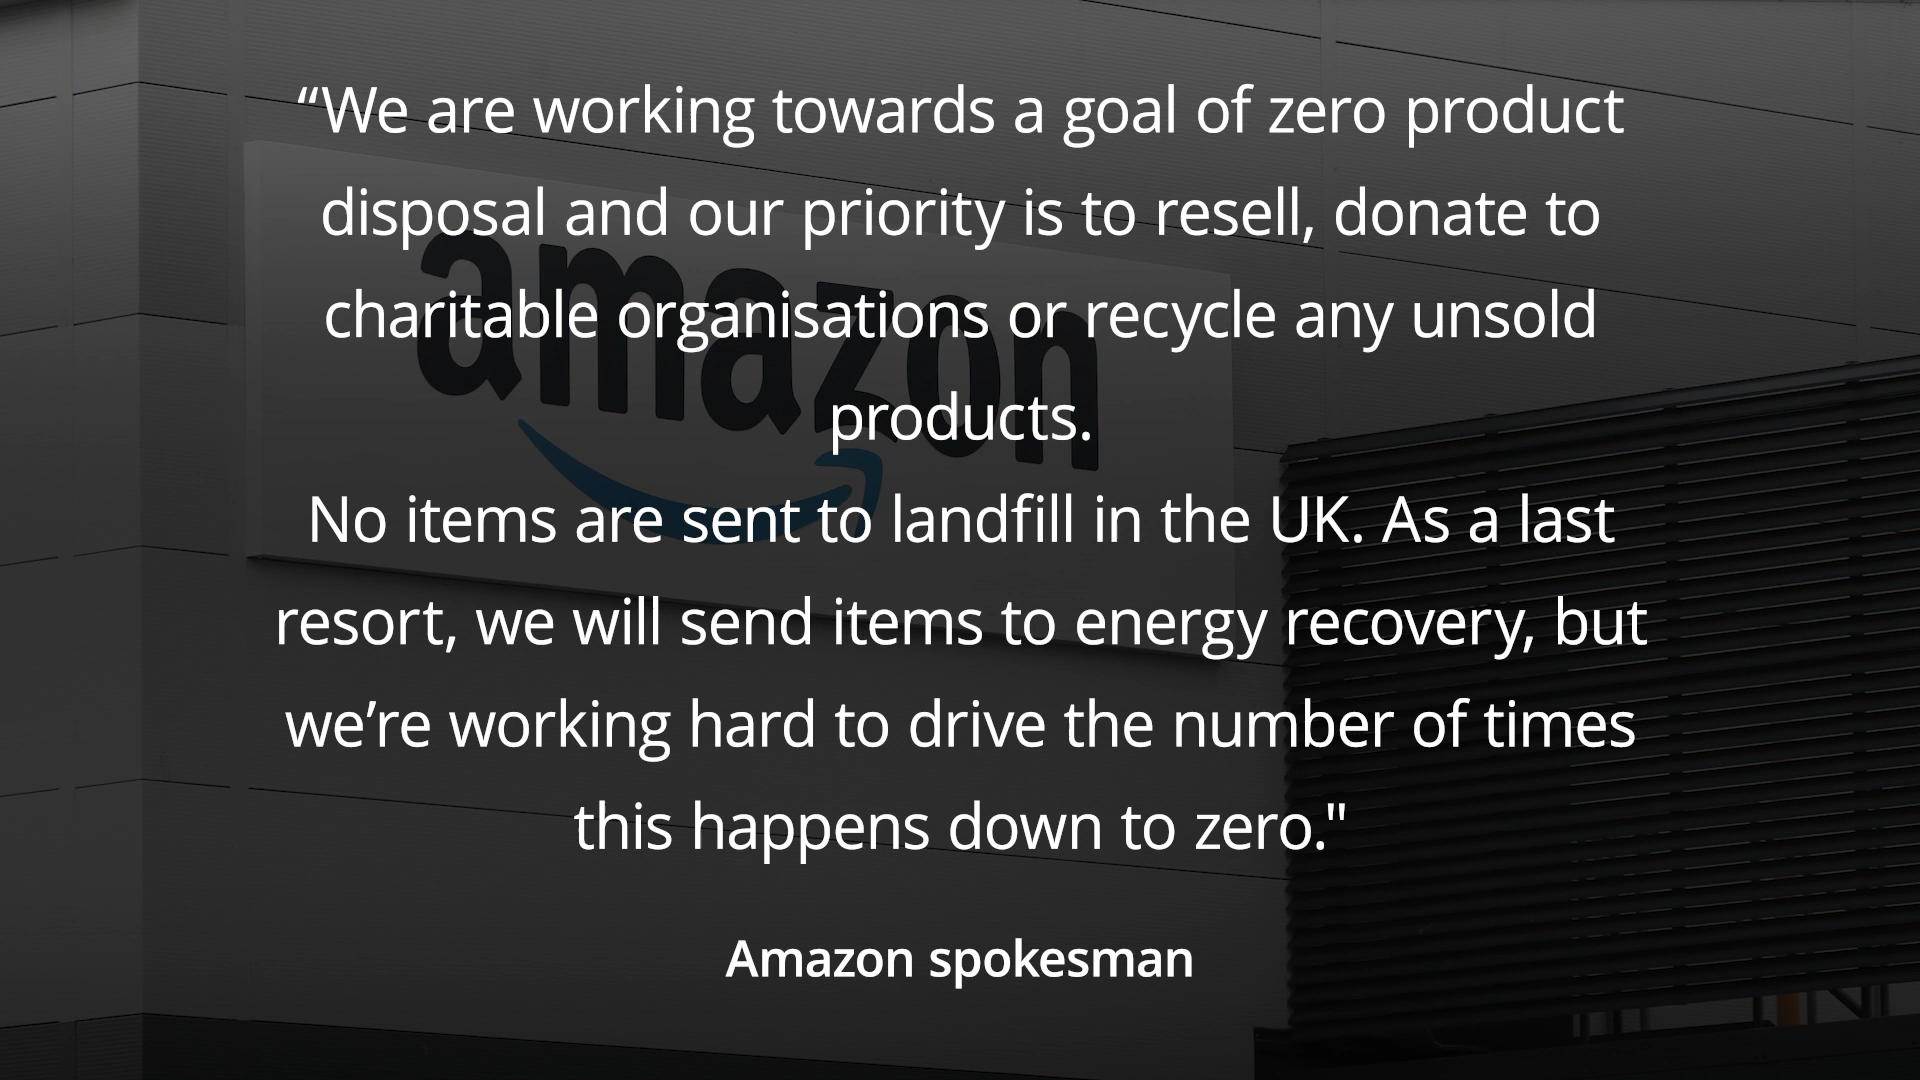 “We are working towards a goal of zero product
disposal and our priority is to resell, donate to
charitable organisations or recycle any unsold
products.
No items are sent to landfill in the UK. As a last
resort, we will send items to energy recovery, but
we’re working hard to drive the number of times
this happens down to zero."
Amazon spokesman
amazon